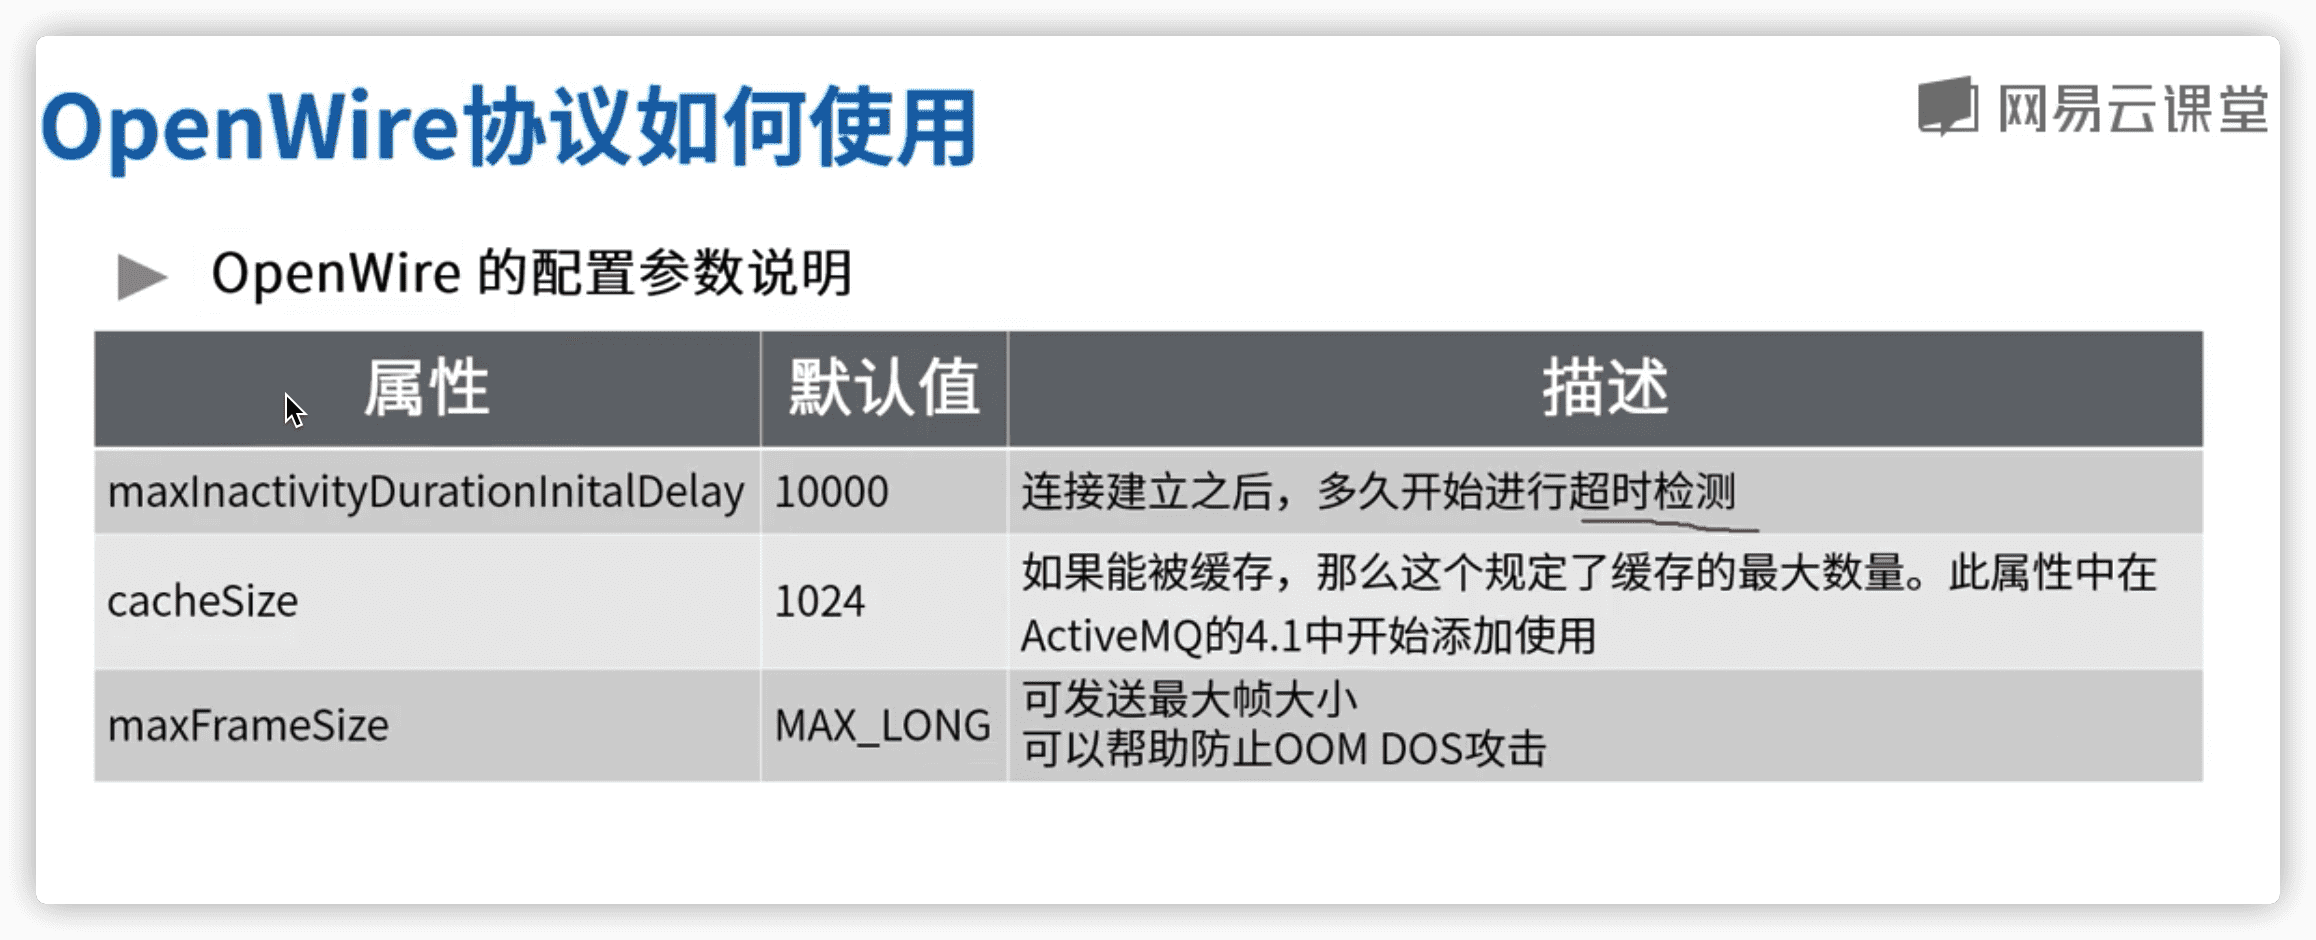 OpenWire协议如何使用
网易云课堂
OpenWire 的配置参数说明
属性 默认值 描述
maxInactivityDurationInitalDelay 10000 连接建立之后，多久开始进行超时检测
cacheSize 1024 如果能被缓存，那么这个规定了缓存的最大数量。此属性中在
ActiveMQ的4.1中开始添加使用
maxFrameSize MAX_LONG 可发送最大帧大小
可以帮助防止OOM DOS攻击